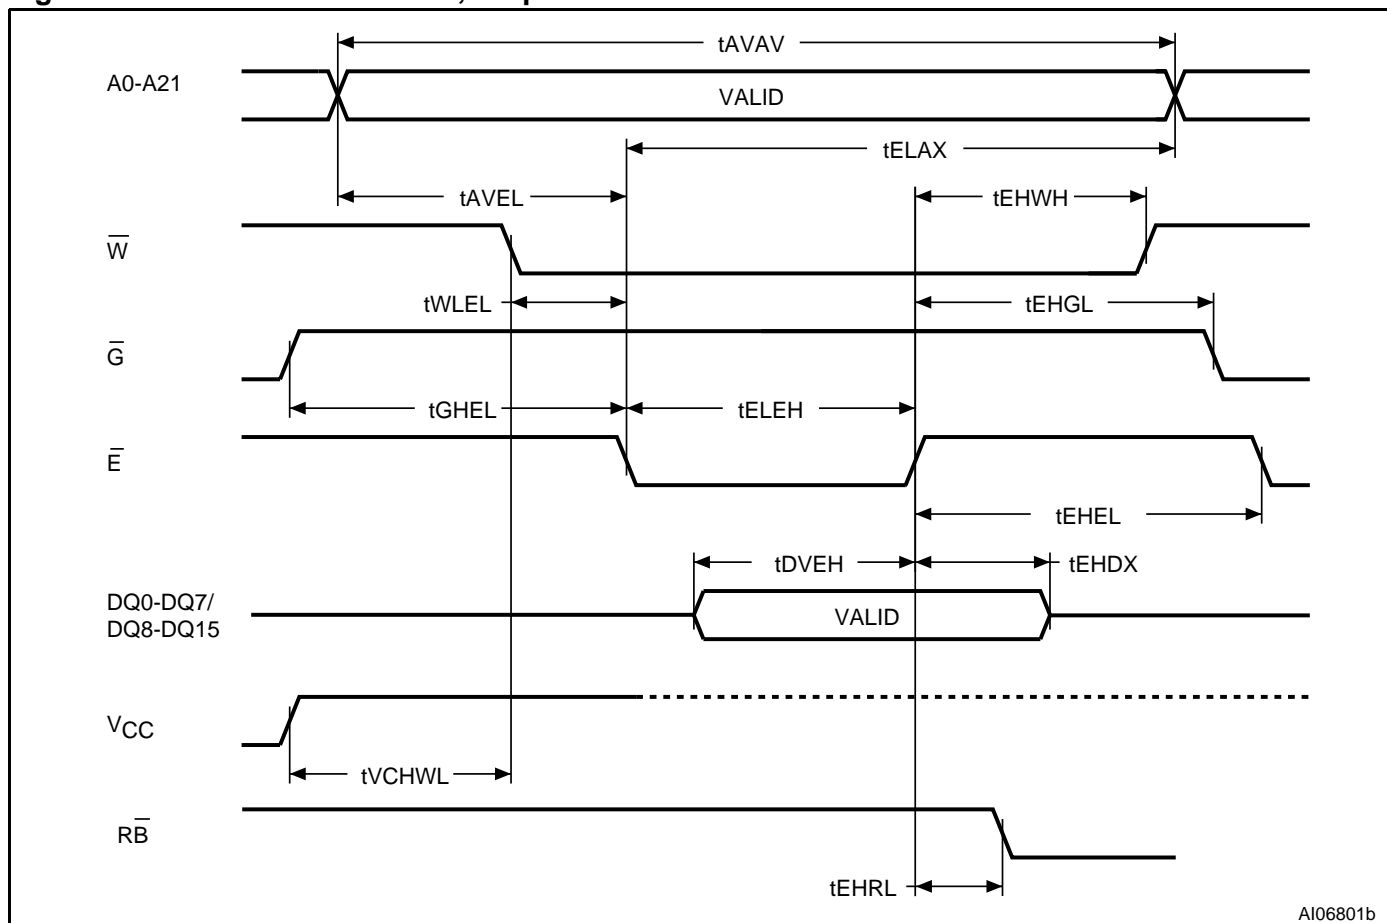 tAVAV
A0-A21
VALID
tELAX
tAVEL
tEHWH
W̅
tWLEL
tEHGL
G̅
tGHEL
tELEH
E̅
tEHEL
tDVEH
tEHDX
DQ0-DQ7/
DQ8-DQ15
VALID
VCC
tVCHWL
RB̅
tEHRL
AI06801b